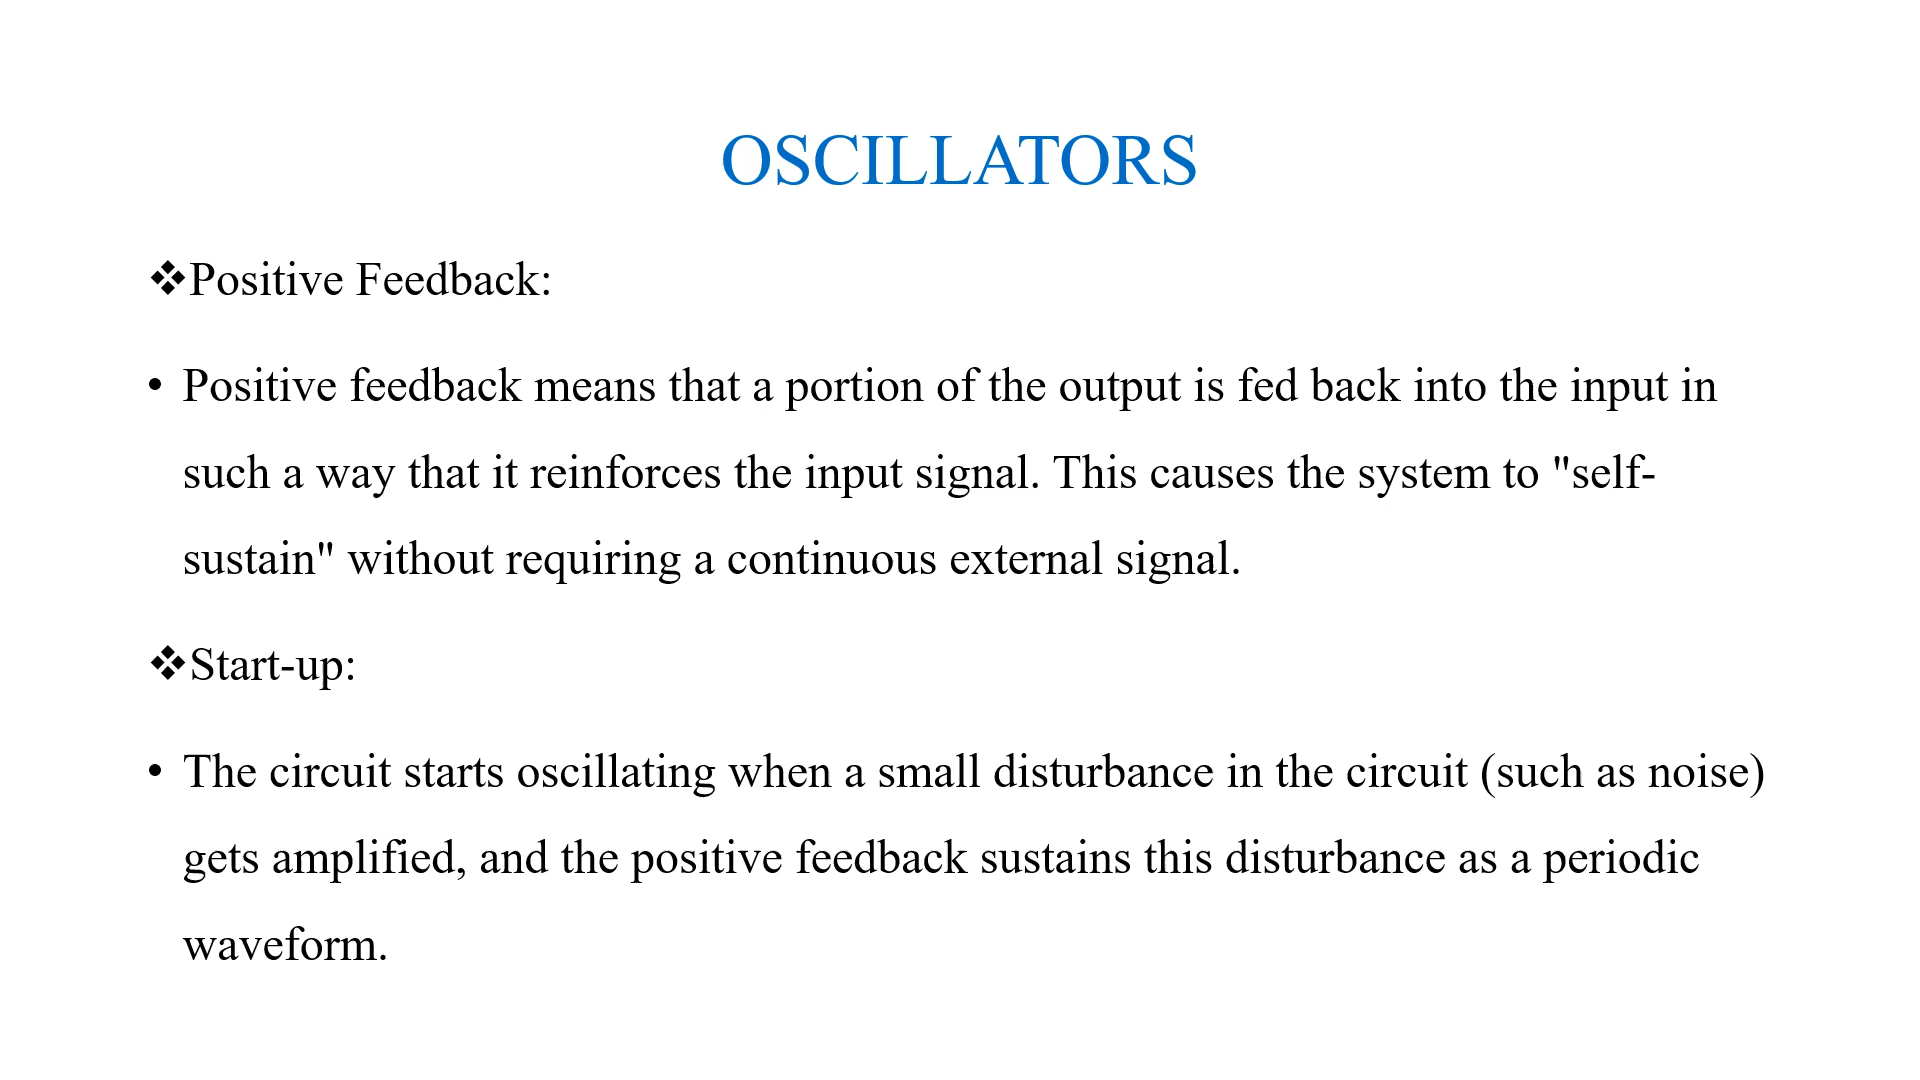 OSCILLATORS
❖Positive Feedback:
• Positive feedback means that a portion of the output is fed back into the input in
such a way that it reinforces the input signal. This causes the system to "self-
sustain" without requiring a continuous external signal.
❖Start-up:
• The circuit starts oscillating when a small disturbance in the circuit (such as noise)
gets amplified, and the positive feedback sustains this disturbance as a periodic
waveform.